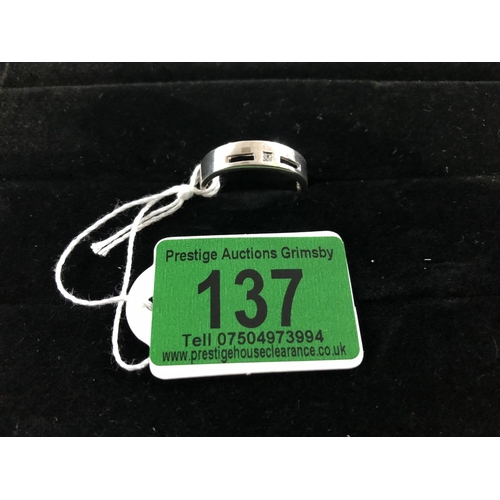 Prestige Auctions Grimsby
137
Tell 07504973994
www.prestigehouseclearance.co.uk